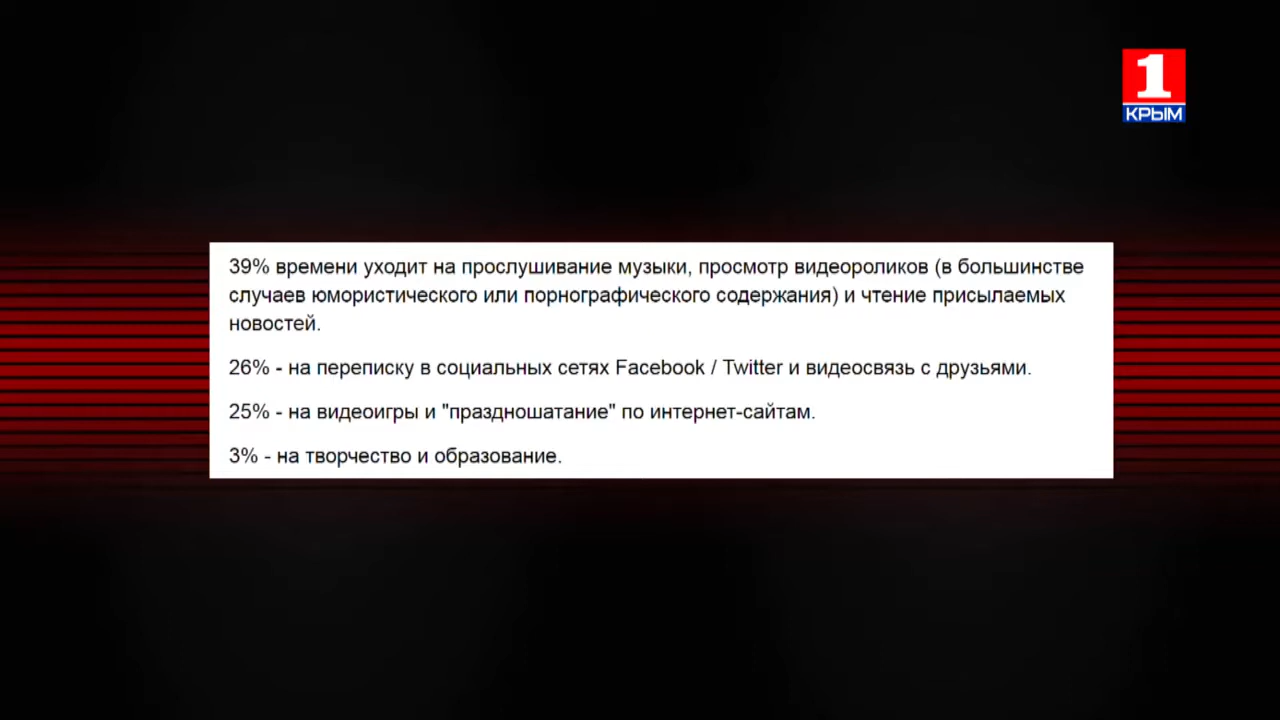 1
КРЫМ
39% времени уходит на прослушивание музыки, просмотр видеороликов (в большинстве
случаев юмористического или порнографического содержания) и чтение присылаемых
новостей.
26% - на переписку в социальных сетях Facebook / Twitter и видеосвязь с друзьями.
25% - на видеоигры и "праздношатание" по интернет-сайтам.
3% - на творчество и образование.